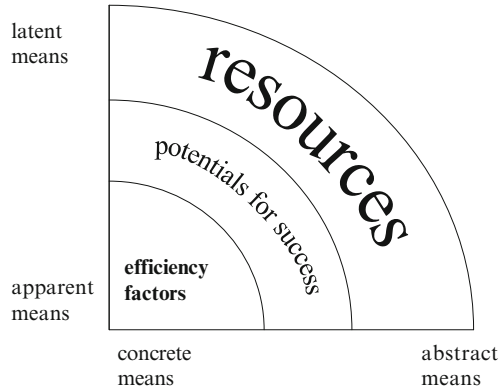 latent
means
resources
potentials for success
efficiency
factors
apparent
means
concrete
means
abstract
means